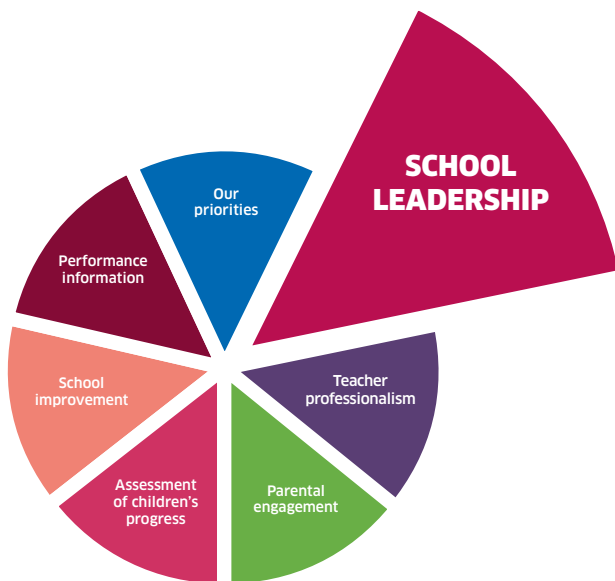 SCHOOL
LEADERSHIP
Our
priorities
Performance
information
School
improvement
Teacher
professionalism
Assessment
of children’s
progress
Parental
engagement